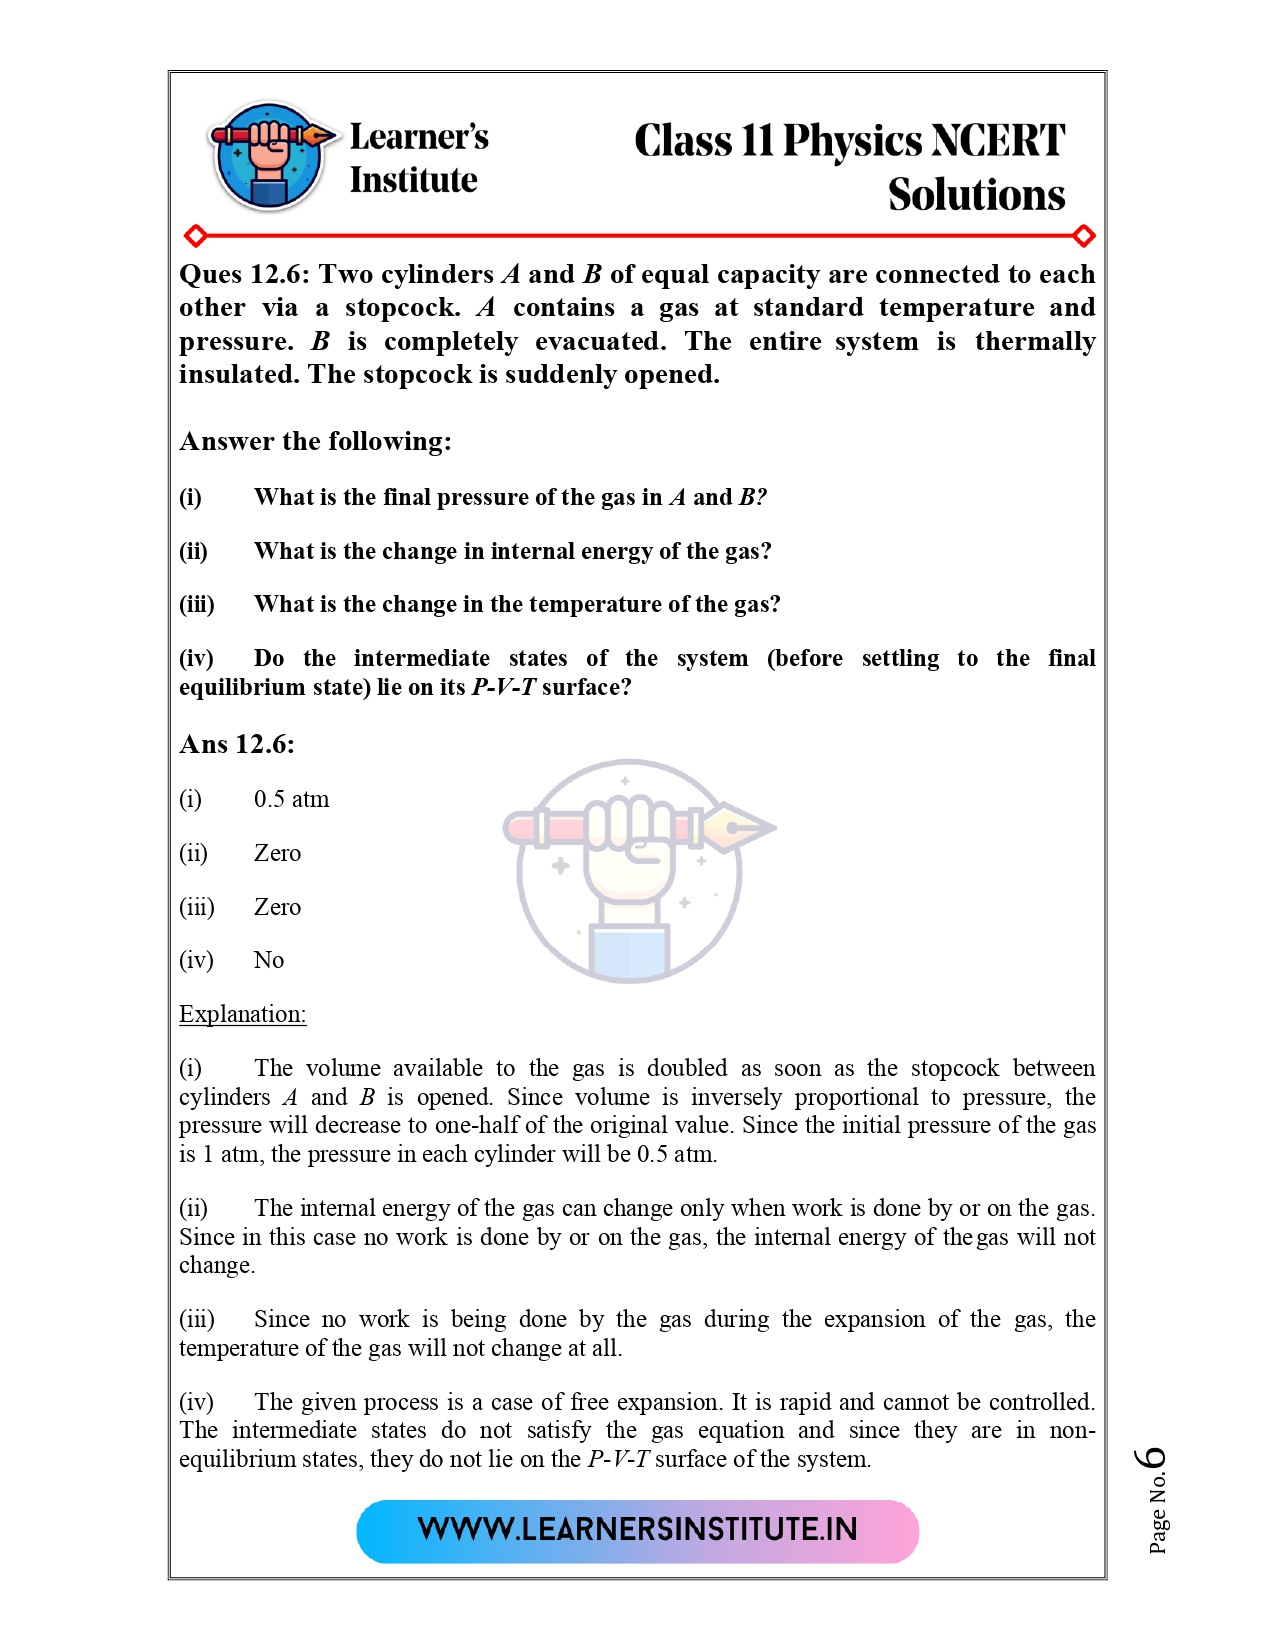 Learner's
Institute
Class 11 Physics NCERT
Solutions
Ques 12.6: Two cylinders A and B of equal capacity are connected to each
other via a stopcock. A contains a gas at standard temperature and
pressure. B is completely evacuated. The entire system is thermally
insulated. The stopcock is suddenly opened.
Answer the following:
(i) What is the final pressure of the gas in A and B?
(ii) What is the change in internal energy of the gas?
(iii) What is the change in the temperature of the gas?
(iv) Do the intermediate states of the system (before settling to the final
equilibrium state) lie on its P-V-T surface?
Ans 12.6:
(i) 0.5 atm
(ii) Zero
(iii) Zero
(iv) No
Explanation:
(i) The volume available to the gas is doubled as soon as the stopcock between
cylinders A and B is opened. Since volume is inversely proportional to pressure, the
pressure will decrease to one-half of the original value. Since the initial pressure of the gas
is 1 atm, the pressure in each cylinder will be 0.5 atm.
(ii) The internal energy of the gas can change only when work is done by or on the gas.
Since in this case no work is done by or on the gas, the internal energy of the gas will not
change.
(iii) Since no work is being done by the gas during the expansion of the gas, the
temperature of the gas will not change at all.
(iv) The given process is a case of free expansion. It is rapid and cannot be controlled.
The intermediate states do not satisfy the gas equation and since they are in non-
equilibrium states, they do not lie on the P-V-T surface of the system.
WWW.LEARNERSINSTITUTE.IN
Page No.6